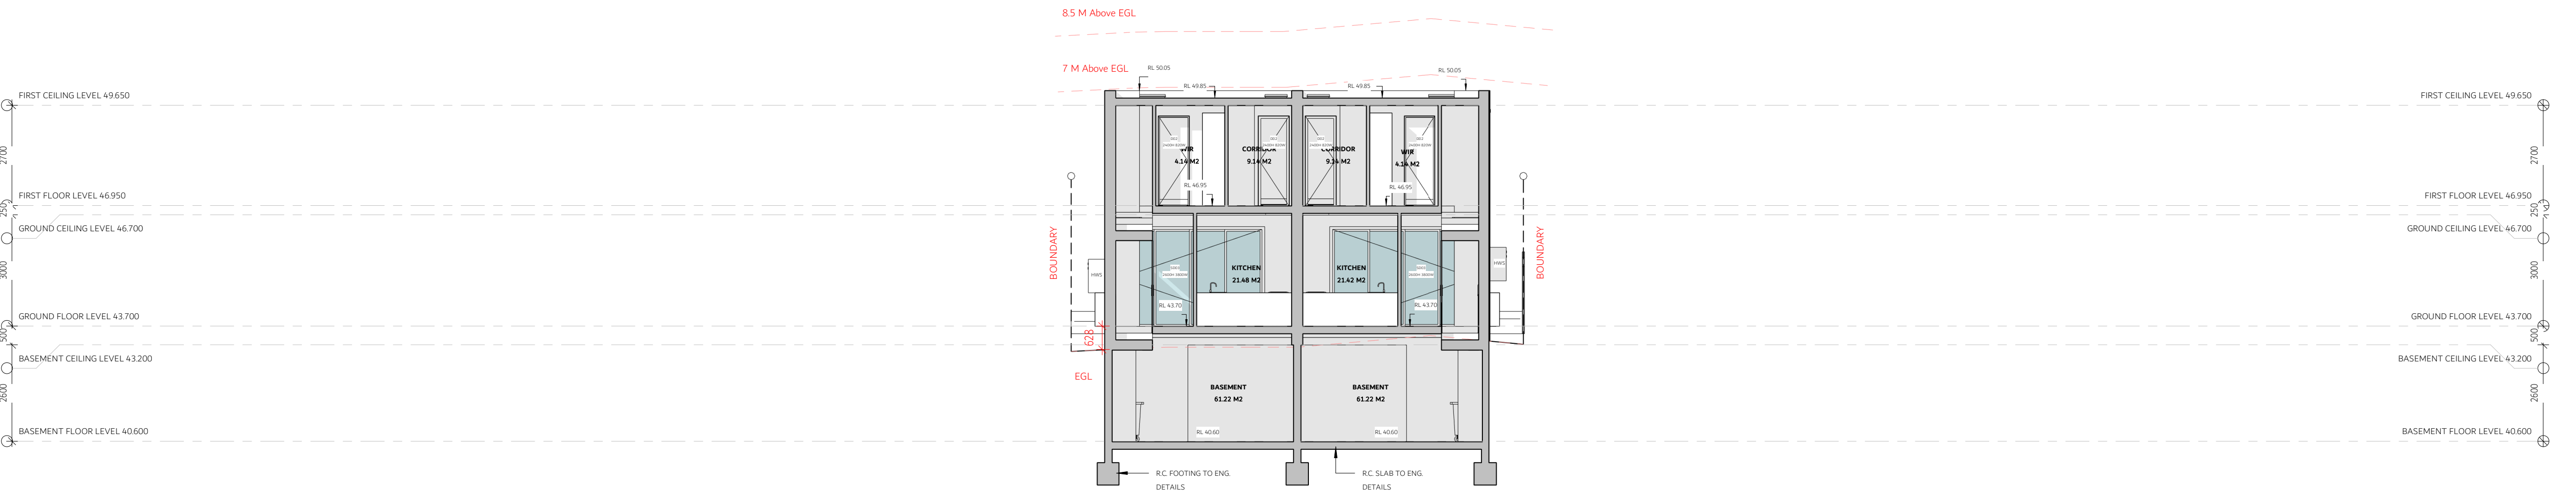 8.5 M Above EGL
7 M Above EGL
RL 50.05
RL 50.05
RL 49.85
RL 49.85
FIRST CEILING LEVEL 49.650
FIRST CEILING LEVEL 49.650
2700
2700
WIR
4.14 M2
CORRIDOR
9.14 M2
CORRIDOR
9.14 M2
WIR
4.14 M2
2400H 820W
2400H 820W
2400H 820W
2400H 820W
RL 46.95
RL 46.95
FIRST FLOOR LEVEL 46.950
FIRST FLOOR LEVEL 46.950
250
250
GROUND CEILING LEVEL 46.700
GROUND CEILING LEVEL 46.700
BOUNDARY
BOUNDARY
3000
3000
HWS
HWS
KITCHEN
21.48 M2
KITCHEN
21.42 M2
RL 43.70
RL 43.70
GROUND FLOOR LEVEL 43.700
GROUND FLOOR LEVEL 43.700
500
500
628
BASEMENT CEILING LEVEL 43.200
BASEMENT CEILING LEVEL 43.200
EGL
2600
2600
BASEMENT
61.22 M2
BASEMENT
61.22 M2
RL 40.60
RL 40.60
BASEMENT FLOOR LEVEL 40.600
BASEMENT FLOOR LEVEL 40.600
R.C. FOOTING TO ENG.
DETAILS
R.C. SLAB TO ENG.
DETAILS